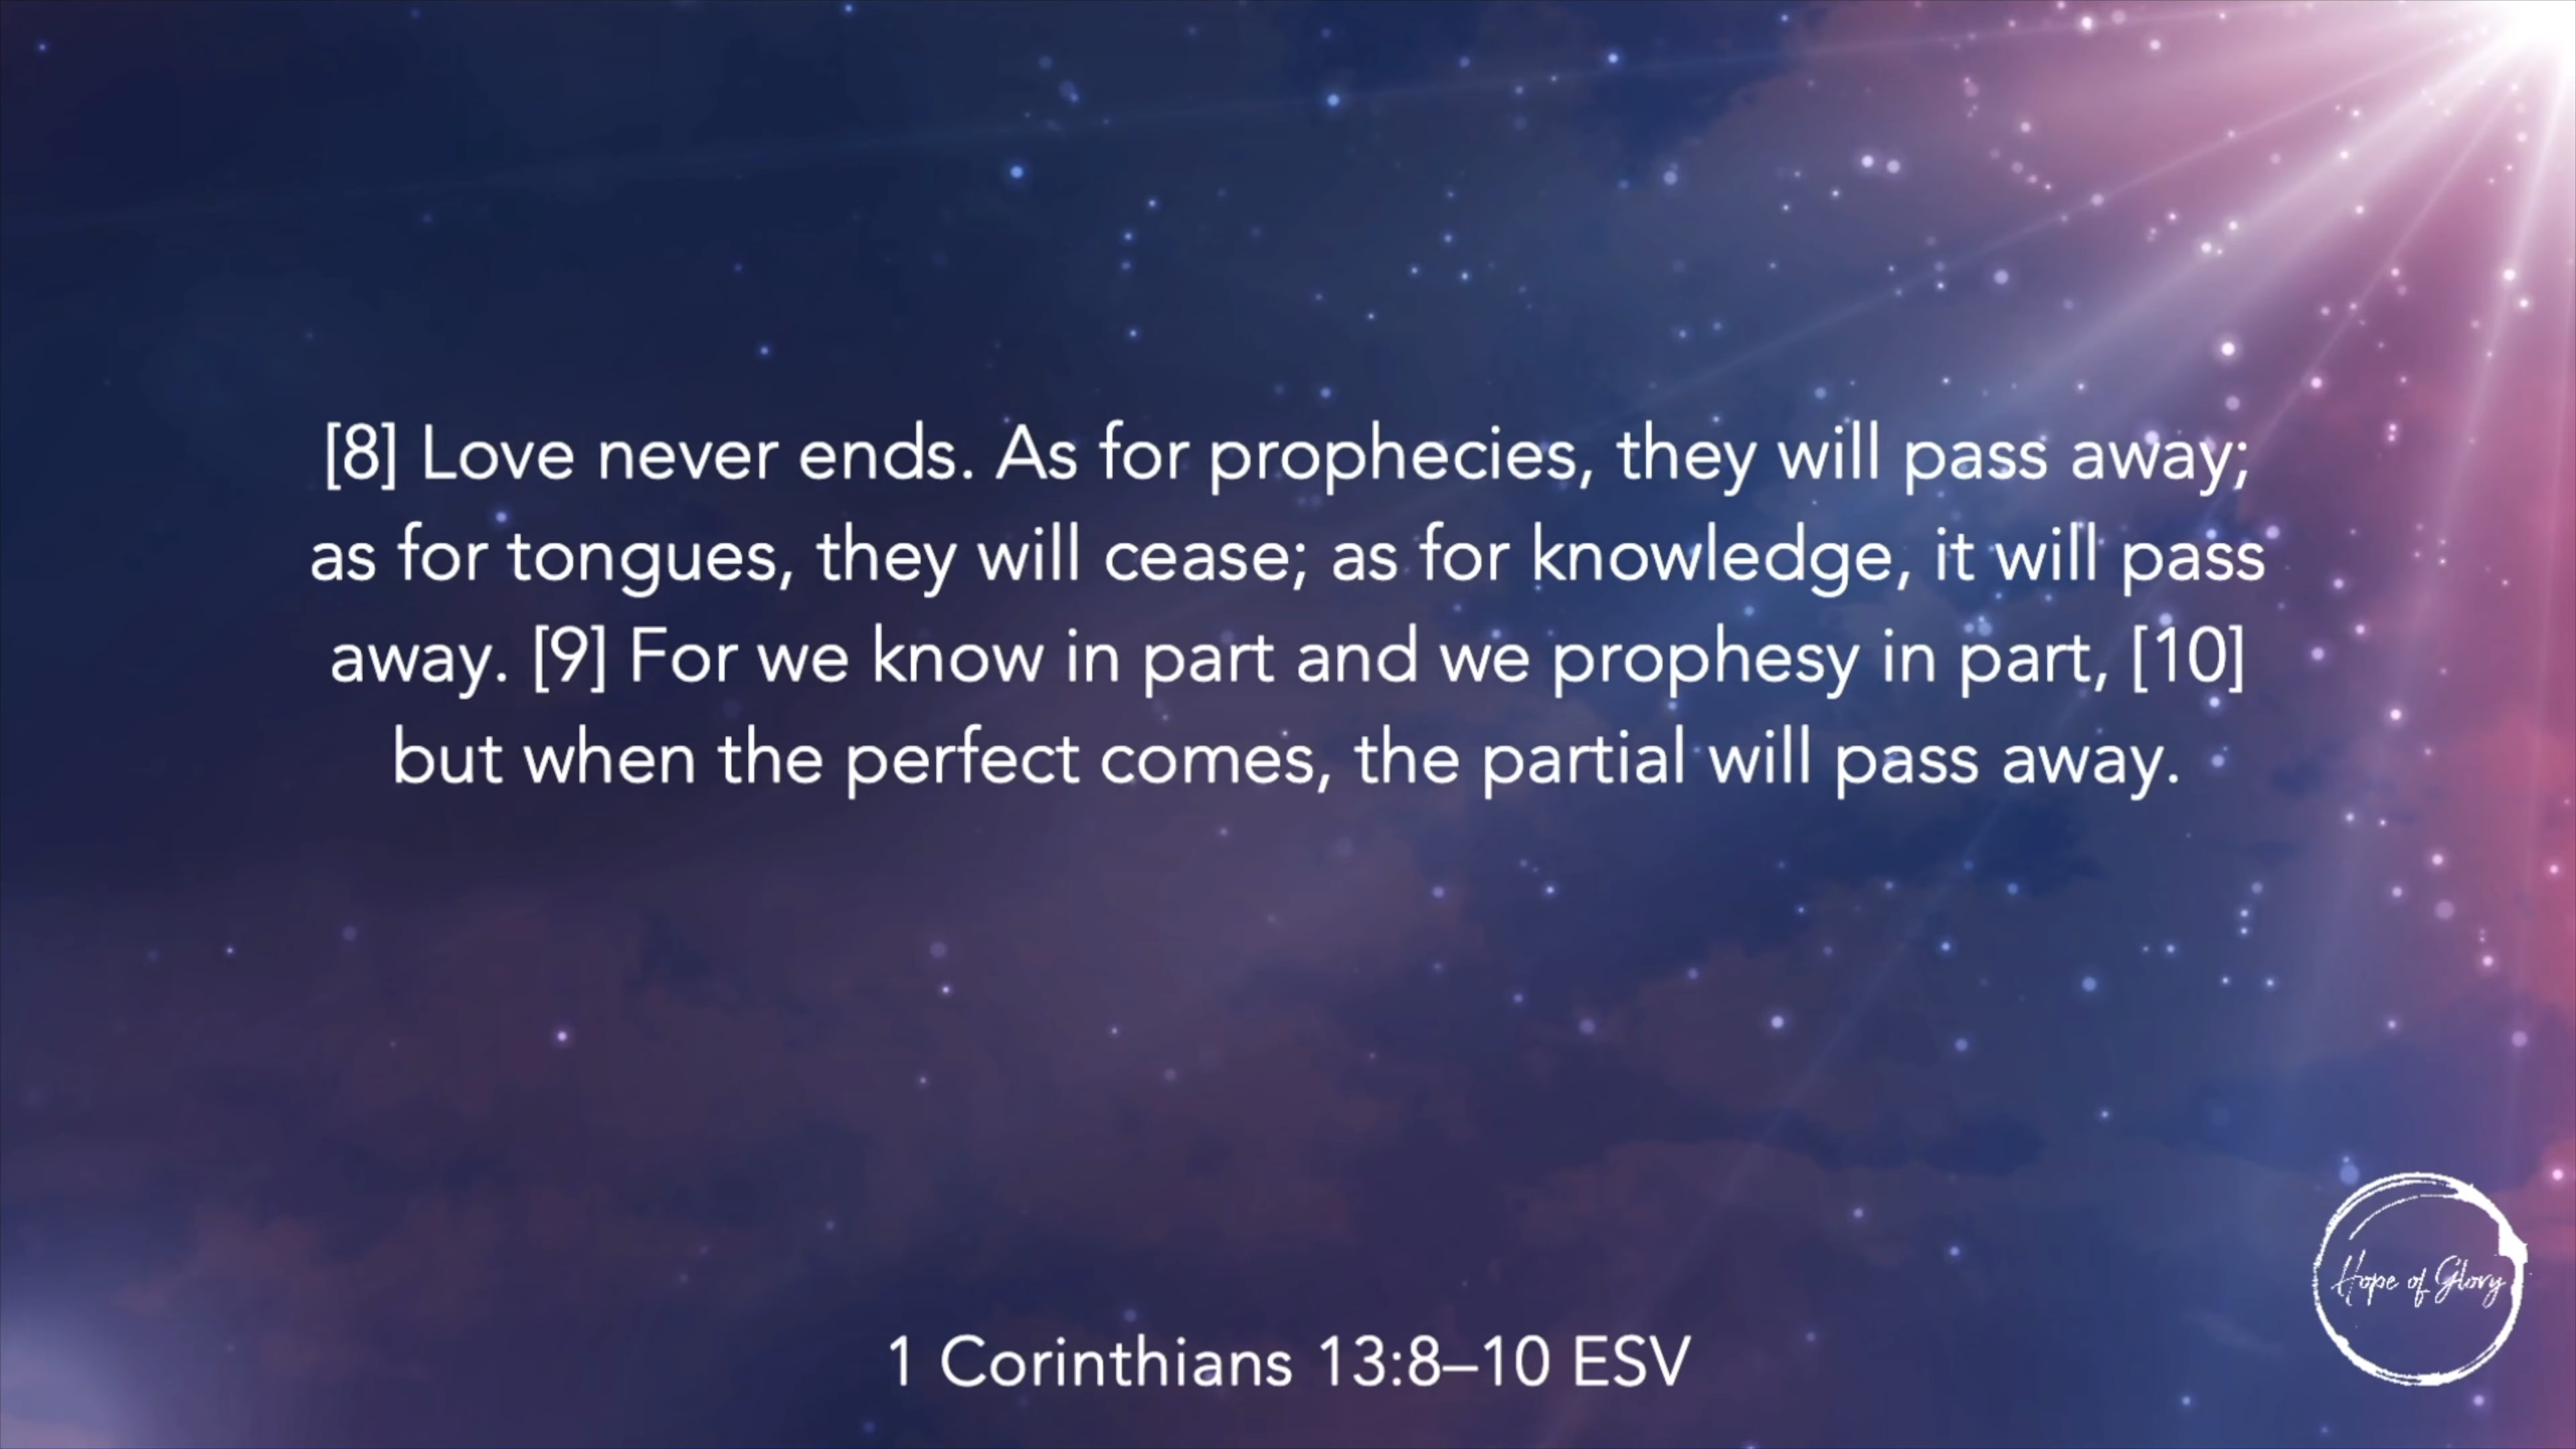 [8] Love never ends. As for prophecies, they will pass away;
as for tongues, they will cease; as for knowledge, it will pass
away. [9] For we know in part and we prophesy in part, [10]
but when the perfect comes, the partial will pass away.
1 Corinthians 13:8–10 ESV
Hope of Glory